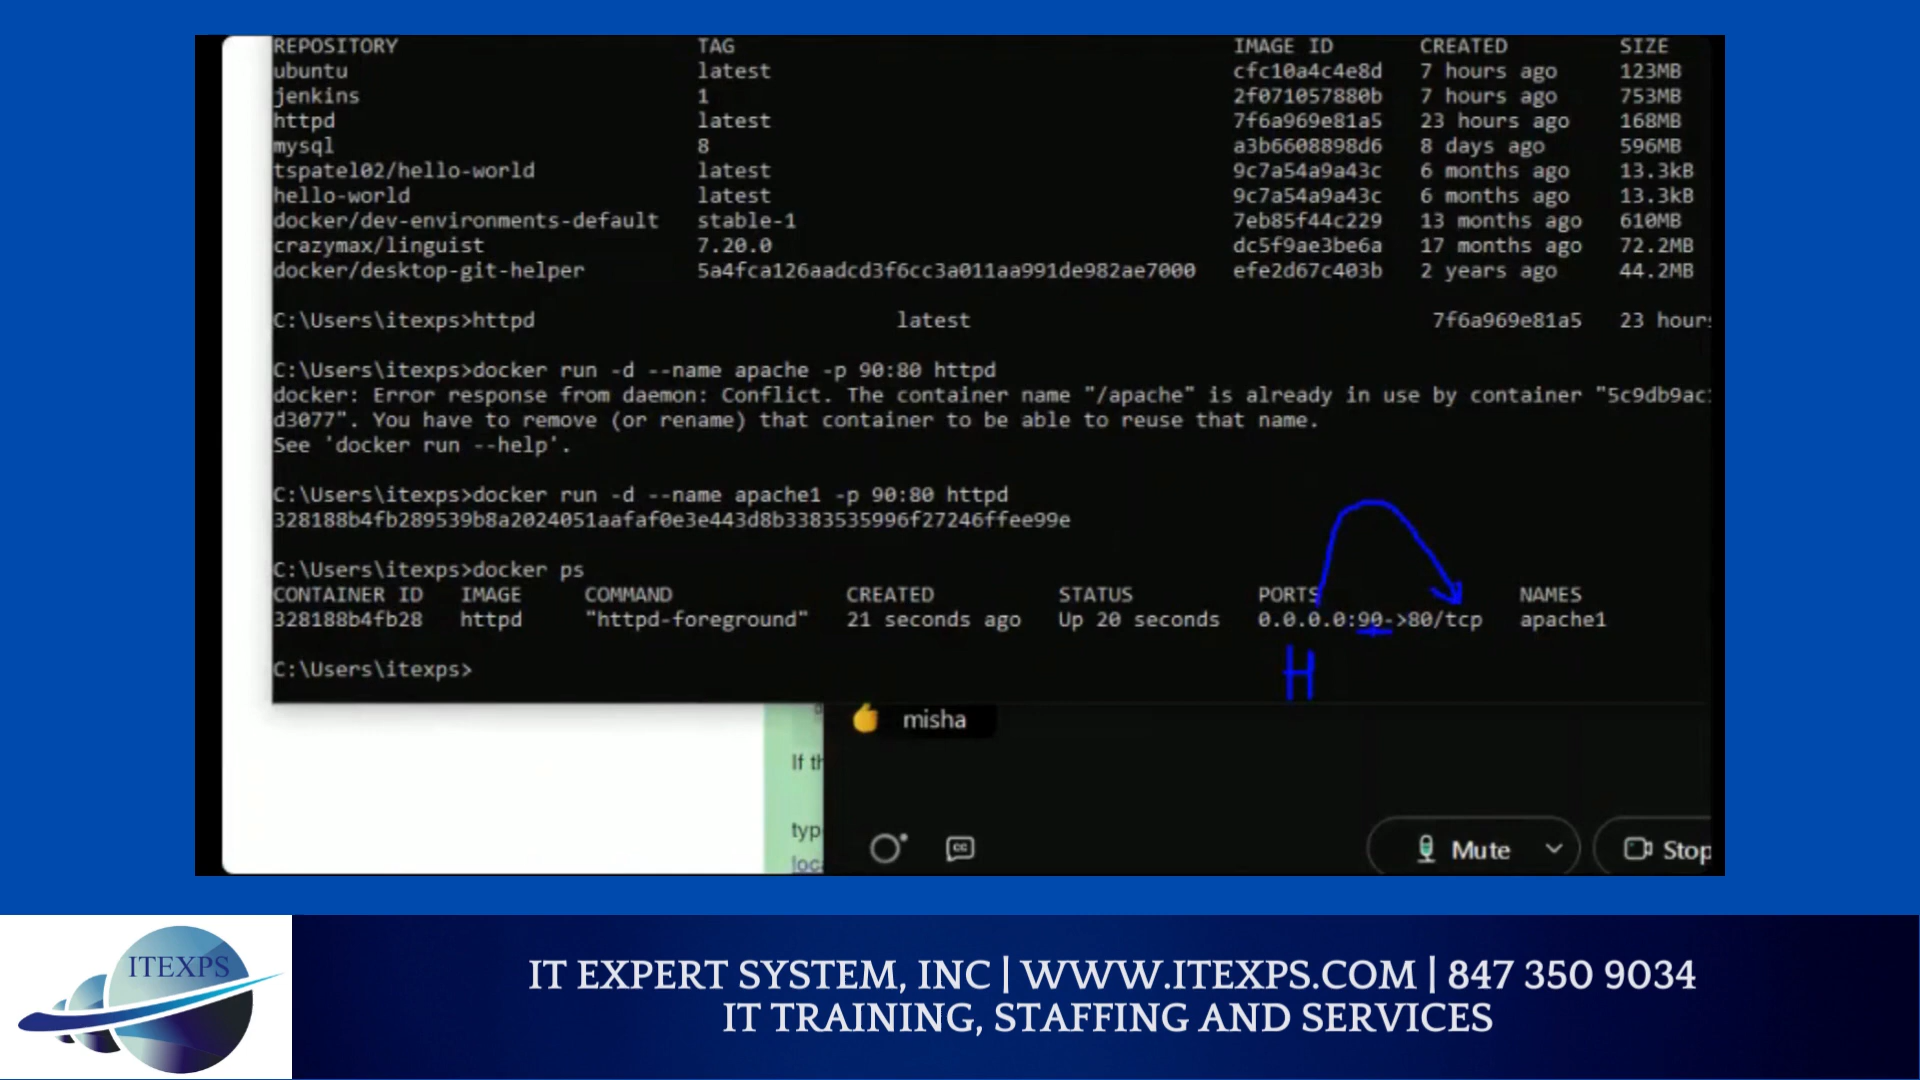 REPOSITORY TAG IMAGE ID CREATED SIZE
ubuntu latest cfc10a4c4e8d 7 hours ago 123MB
jenkins 1 2f071057880b 7 hours ago 753MB
httpd latest 7f6a969e81a5 23 hours ago 168MB
mysql 8 a3b6608898d6 8 days ago 596MB
tspatel02/hello-world latest 9c7a54a9a43c 6 months ago 13.3kB
hello-world latest 9c7a54a9a43c 6 months ago 13.3kB
docker/dev-environments-default stable-1 7eb85f44c229 13 months ago 610MB
crazymax/linguist 7.20.0 dc5f9ae3be6a 17 months ago 72.2MB
docker/desktop-git-helper 5a4fca126aadcd3f6cc3a011aa991de982ae7000 efe2d67c403b 2 years ago 44.2MB
C:\Users\itexps>httpd latest 7f6a969e81a5 23 hour
C:\Users\itexps>docker run -d --name apache -p 90:80 httpd
docker: Error response from daemon: Conflict. The container name "/apache" is already in use by container "5c9db9ac
d3077". You have to remove (or rename) that container to be able to reuse that name.
See 'docker run --help'.
C:\Users\itexps>docker run -d --name apache1 -p 90:80 httpd
328188b4fb289539b8a2024051aafaf0e3e443d8b3383535996f27246ffee99e
C:\Users\itexps>docker ps
CONTAINER ID IMAGE COMMAND CREATED STATUS PORTS NAMES
328188b4fb28 httpd "httpd-foreground" 21 seconds ago Up 20 seconds 0.0.0.0:90->80/tcp apache1
H
C:\Users\itexps>
misha
If
typ
loc
cc
Mute
Stop
ITEXPS
IT EXPERT SYSTEM, INC | WWW.ITEXPS.COM | 847 350 9034
IT TRAINING, STAFFING AND SERVICES